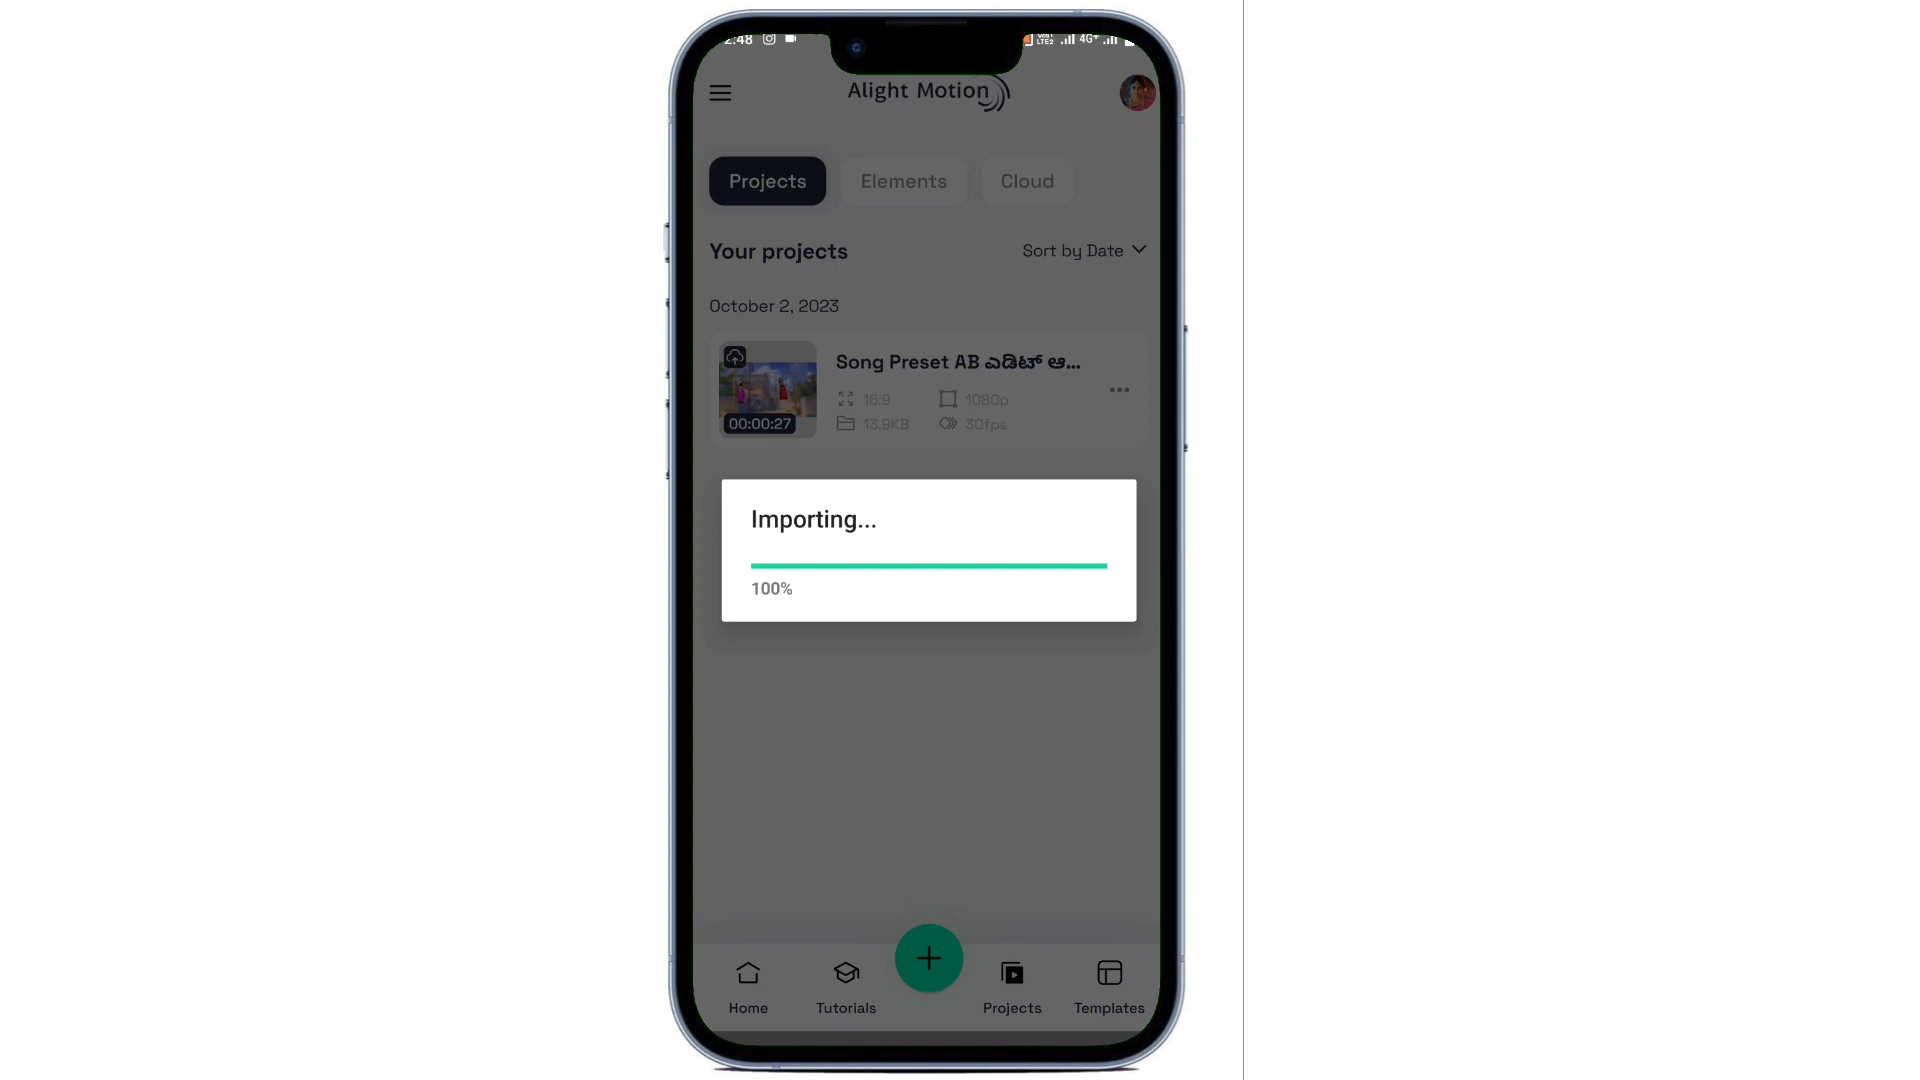 2:48 4G+
Alight Motion
Projects Elements Cloud
Your projects Sort by Date
October 2, 2023
Song Preset AB ಎಡಿಟ್ ಆ...
16:9 1080p
00:00:27 13.9KB 30fps
Importing...
100%
Home Tutorials Projects Templates